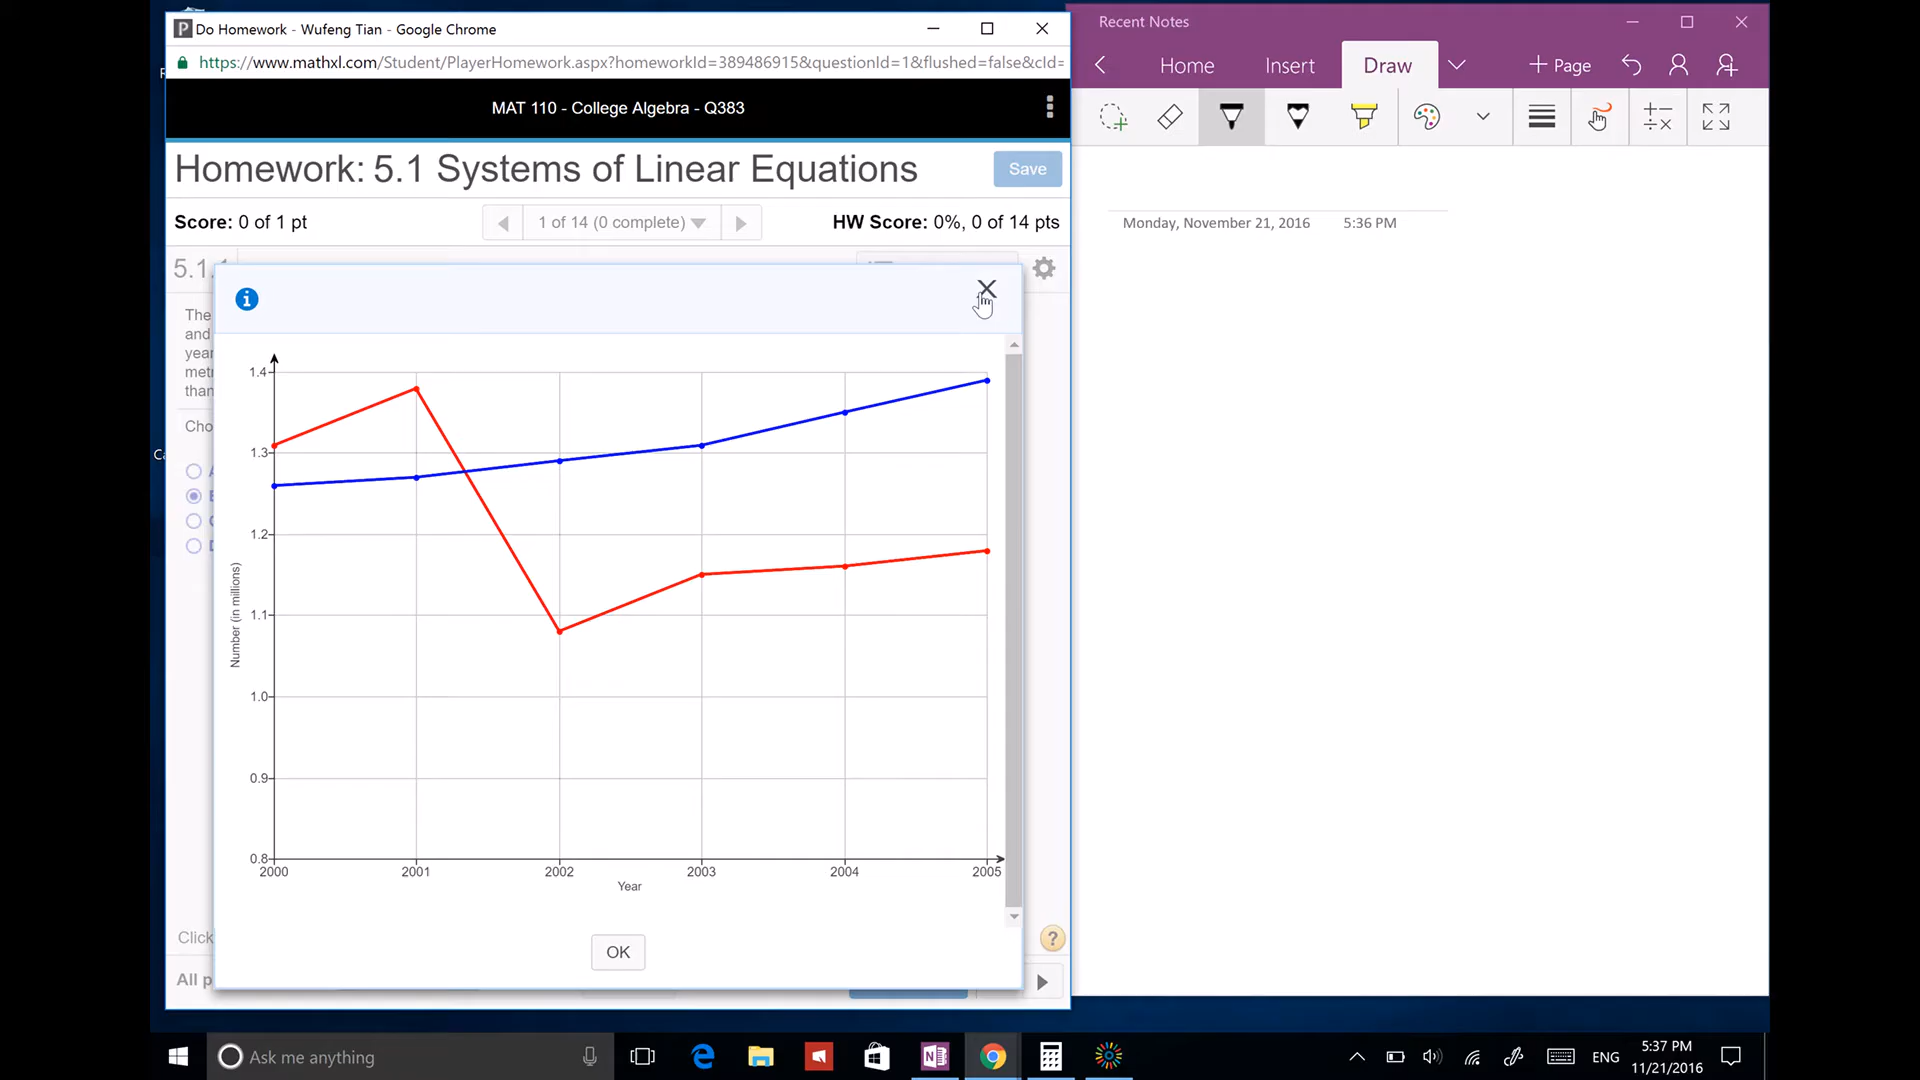 Do Homework - Wufeng Tian - Google Chrome
https://www.mathxl.com/Student/PlayerHomework.aspx?homeworkId=389486915&questionId=1&flushed=false&cId=
MAT 110 - College Algebra - Q383
Homework: 5.1 Systems of Linear Equations
Save
Score: 0 of 1 pt
1 of 14 (0 complete)
HW Score: 0%, 0 of 14 pts
5.1.
The
and
year
metr
than
Cho
Click
All p
1.4
1.3
1.2
1.1
1.0
0.9
0.8
Number (in millions)
2000 2001 2002 2003 2004 2005
Year
OK
?
Recent Notes
Home Insert Draw + Page
Monday, November 21, 2016 5:36 PM
Ask me anything
ENG
5:37 PM
11/21/2016